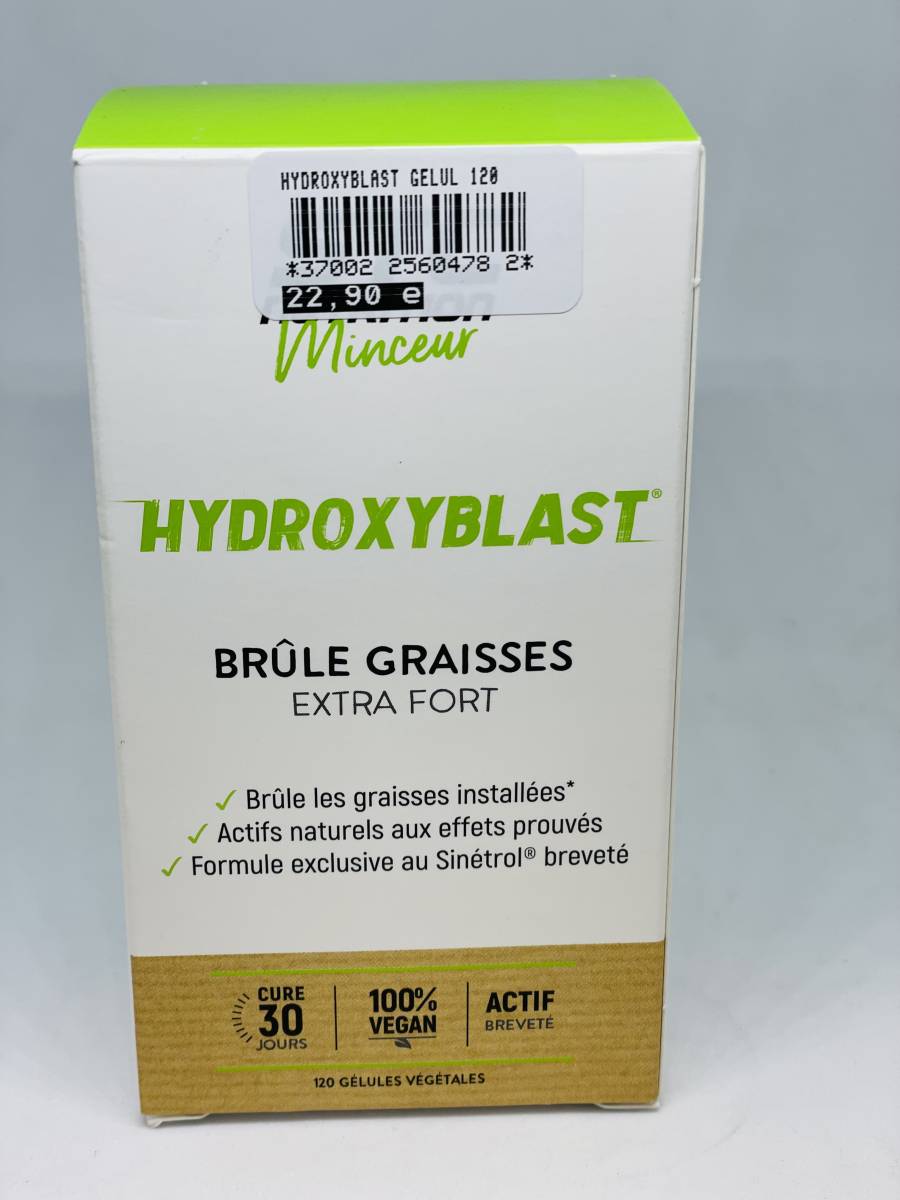 HYDROXYBLAST GELUL 120
*37002 2560478 2*
22,90 e
Minceur
HYDROXYBLAST®
BRÛLE GRAISSES
EXTRA FORT
✓ Brûle les graisses installées*
✓ Actifs naturels aux effets prouvés
✓ Formule exclusive au Sinétrol® breveté
CURE
30
JOURS
100%
VEGAN
ACTIF
BREVETÉ
120 GÉLULES VÉGÉTALES